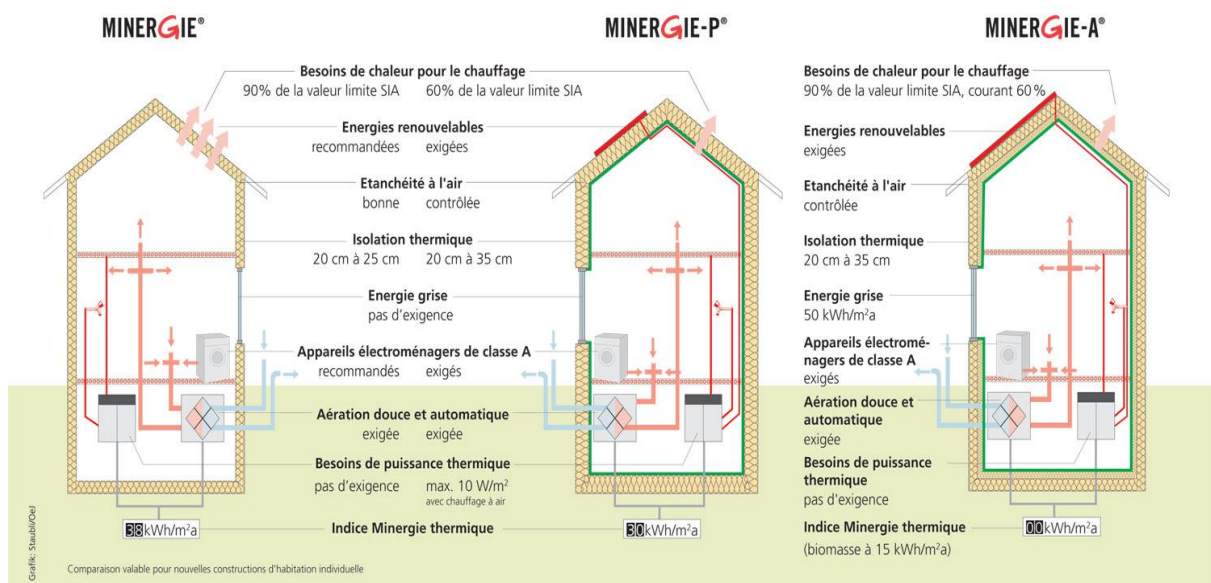 MINERGIE®
MINERGIE-P®
MINERGIE-A®
Besoins de chaleur pour le chauffage
90% de la valeur limite SIA 60% de la valeur limite SIA
Energies renouvelables
recommandées exigées
Etanchéité à l'air
bonne contrôlée
Isolation thermique
20 cm à 25 cm 20 cm à 35 cm
Energie grise
pas d'exigence
Appareils électroménagers de classe A
recommandés exigés
Aération douce et automatique
exigée exigée
Besoins de puissance thermique
pas d'exigence max. 10 W/m²
avec chauffage à air
38kWh/m²a
Indice Minergie thermique
30kWh/m²a
Besoins de chaleur pour le chauffage
90% de la valeur limite SIA, courant 60%
Energies renouvelables
exigées
Etanchéité à l'air
contrôlée
Isolation thermique
20 cm à 35 cm
Energie grise
50 kWh/m²a
Appareils électromé-
nagers de classe A
exigés
Aération douce et
automatique
exigée
Besoins de puissance
thermique
pas d'exigence
Indice Minergie thermique
(biomasse à 15 kWh/m²a)
00kWh/m²a
Grafik: Staubli/OeJ
Comparaison valable pour nouvelles constructions d'habitation individuelle